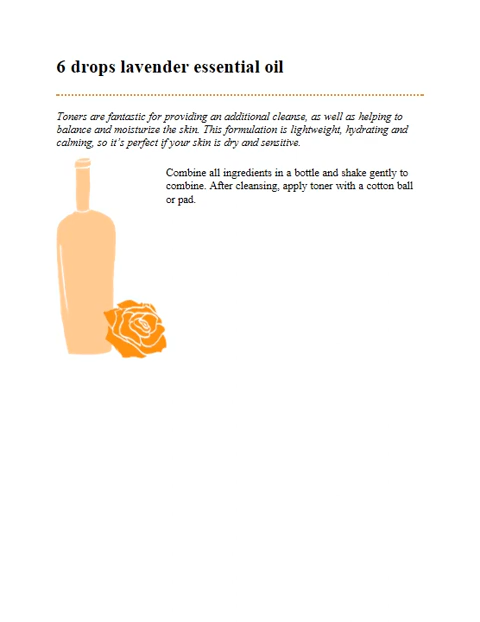 6 drops lavender essential oil
Toners are fantastic for providing an additional cleanse, as well as helping to
balance and moisturize the skin. This formulation is lightweight, hydrating and
calming, so it’s perfect if your skin is dry and sensitive.
Combine all ingredients in a bottle and shake gently to
combine. After cleansing, apply toner with a cotton ball
or pad.